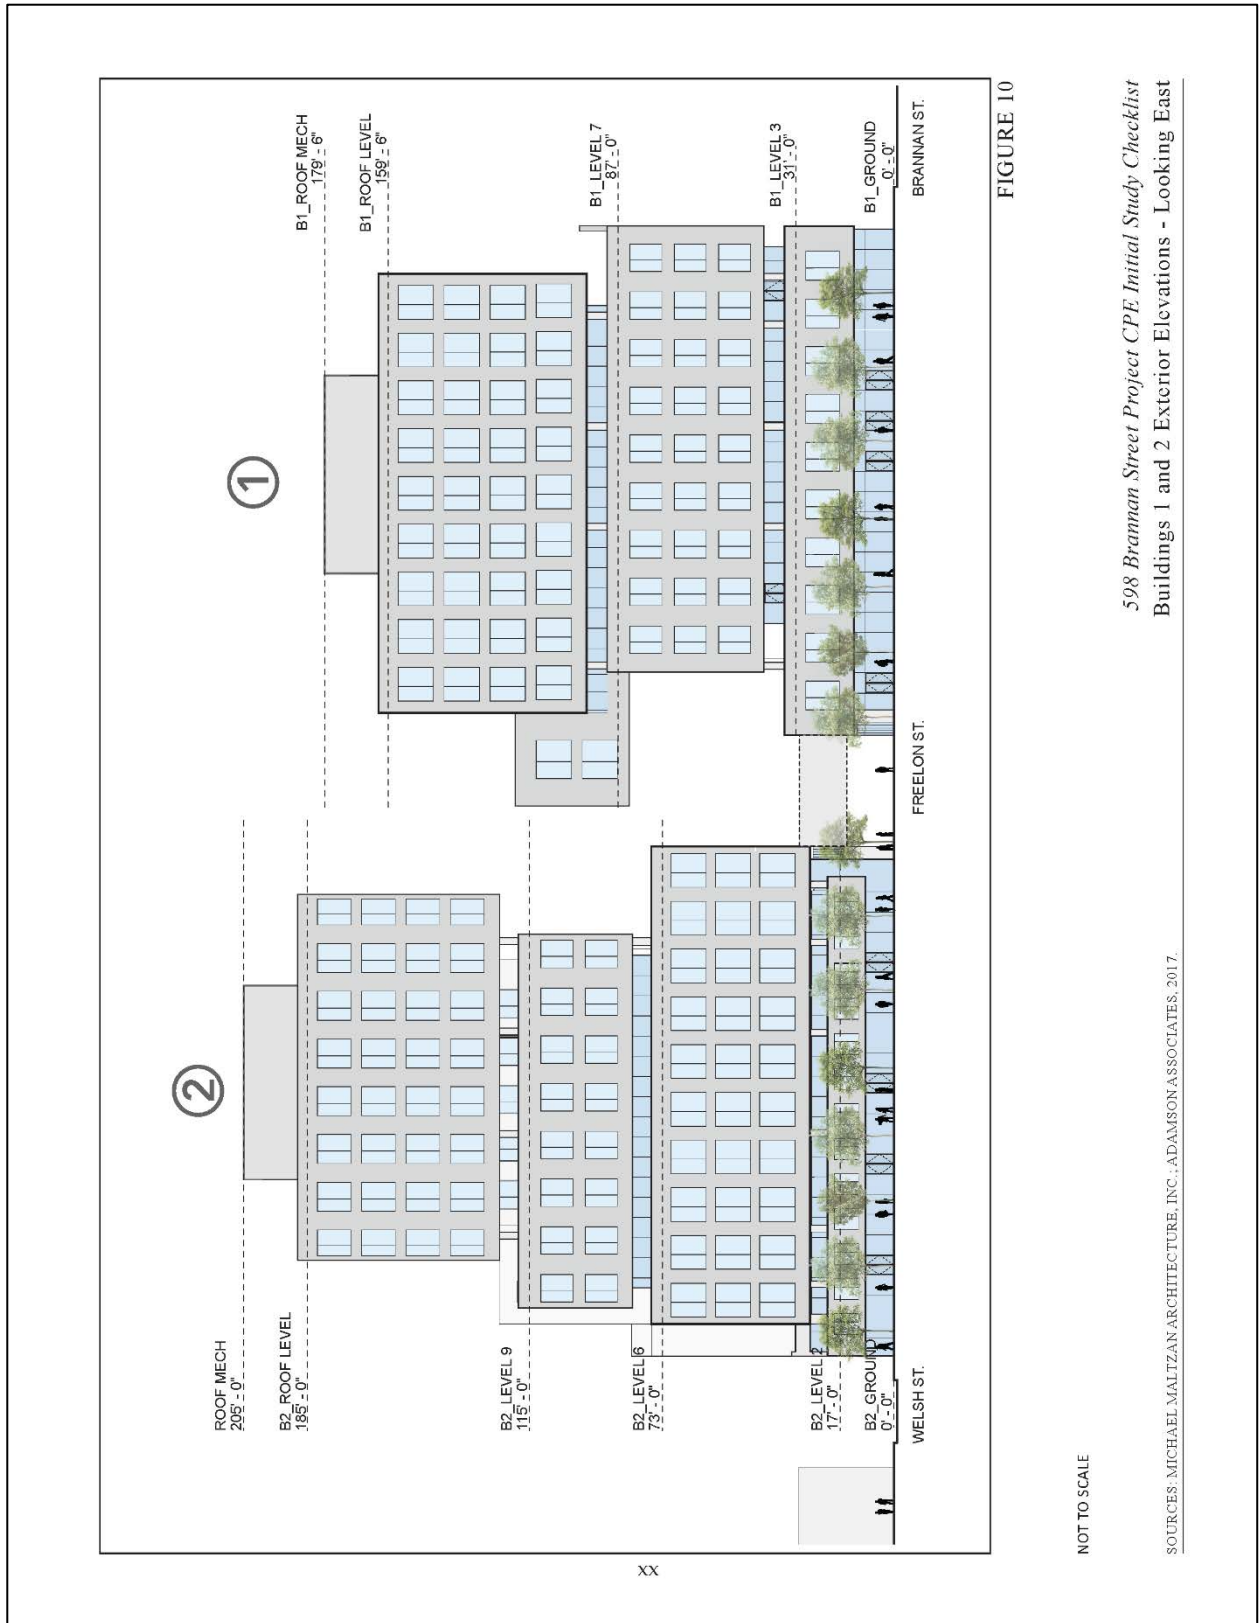 ①
②
B1_ROOF MECH
179' - 6"
B1_ROOF LEVEL
159' - 6"
B1_LEVEL 7
87' - 0"
B1_LEVEL 3
31' - 0"
B1_GROUND
0' - 0"
ROOF MECH
205' - 0"
B2_ROOF LEVEL
185' - 0"
B2_LEVEL 9
115' - 0"
B2_LEVEL 6
73' - 0"
B2_LEVEL 2
17' - 0"
B2_GROUND
0' - 0"
WELSH ST.
FREELON ST.
BRANNAN ST.
FIGURE 10
NOT TO SCALE
598 Brannan Street Project CPE Initial Study Checklist
Buildings 1 and 2 Exterior Elevations - Looking East
SOURCES: MICHAEL MALTZAN ARCHITECTURE, INC.; ADAMSON ASSOCIATES, 2017.
XX